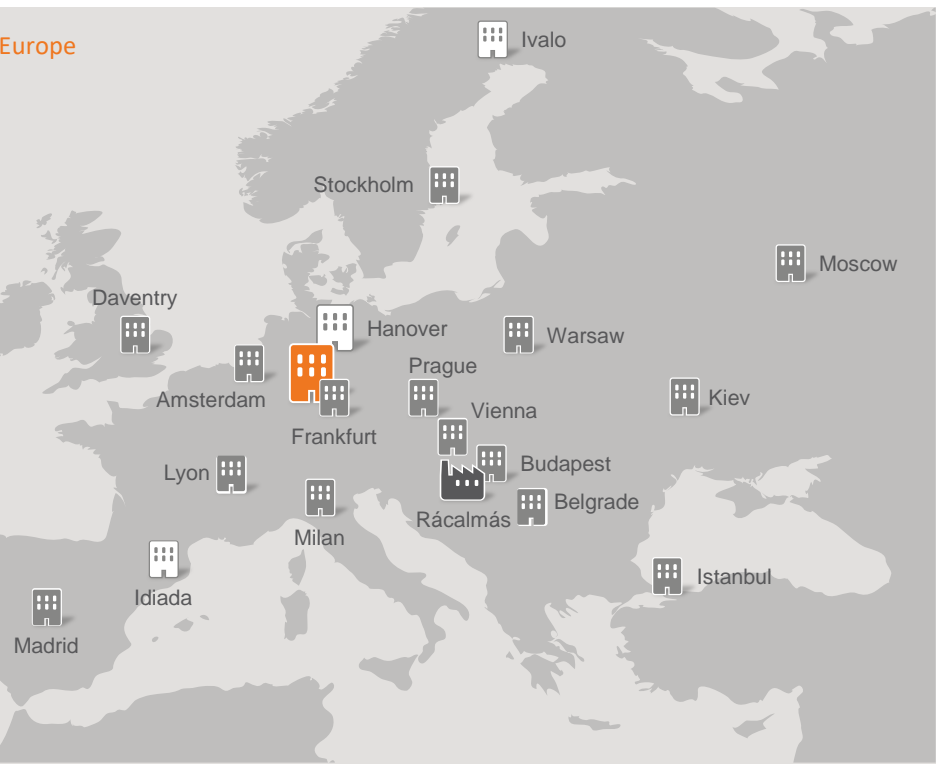 Europe
Ivalo
Stockholm
Moscow
Daventry
Hanover
Warsaw
Prague
Amsterdam
Kiev
Vienna
Frankfurt
Lyon
Budapest
Belgrade
Rácalmás
Milan
Istanbul
Idiada
Madrid